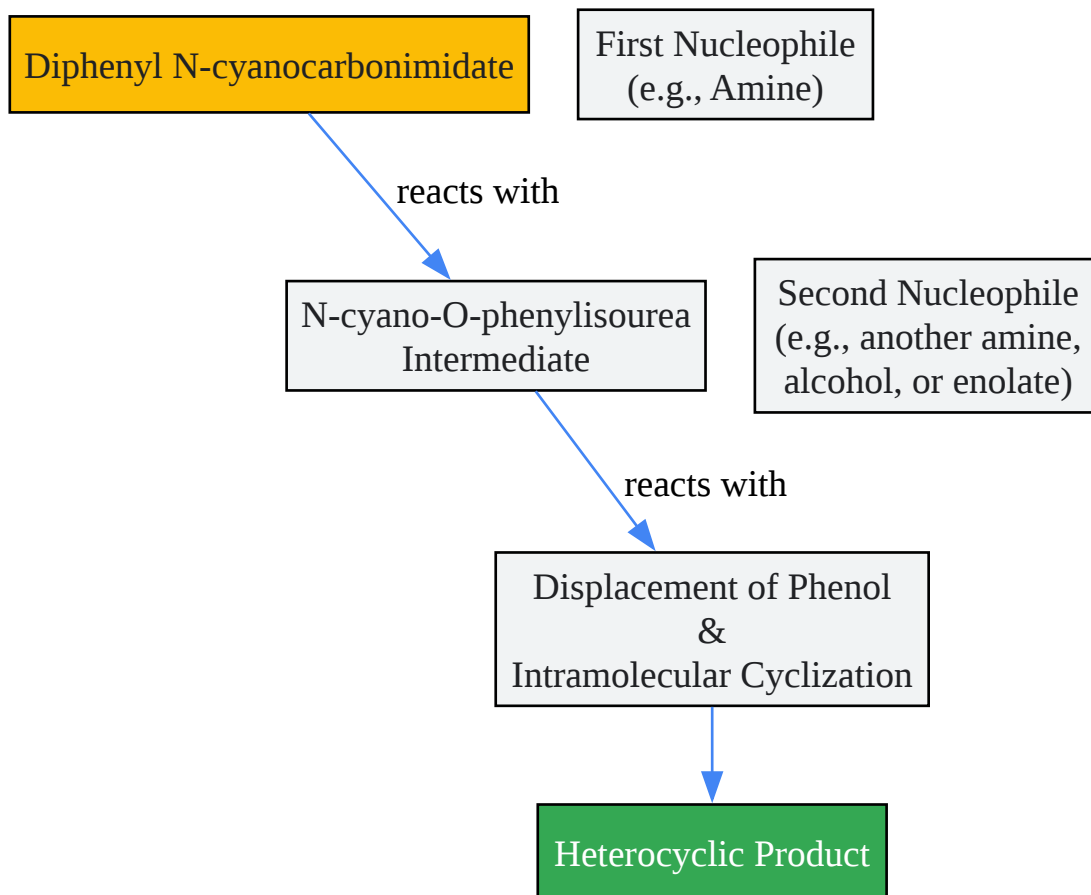 Diphenyl N-cyanocarbonimidate
First Nucleophile
(e.g., Amine)
reacts with
N-cyano-O-phenylisourea
Intermediate
Second Nucleophile
(e.g., another amine,
alcohol, or enolate)
reacts with
Displacement of Phenol
&
Intramolecular Cyclization
Heterocyclic Product